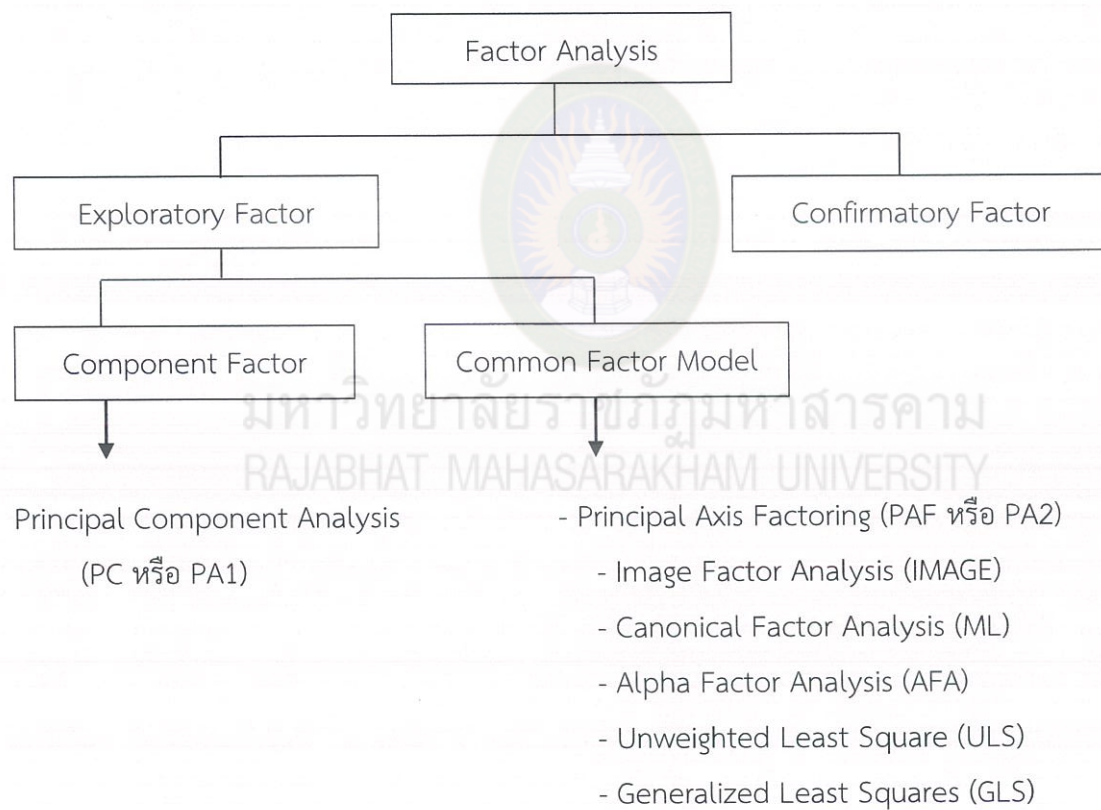 Factor Analysis
Exploratory Factor
Confirmatory Factor
Component Factor
Common Factor Model
มหาวิทยาลัยราชภัฏมหาสารคาม
RAJABHAT MAHASARAKHAM UNIVERSITY
Principal Component Analysis
(PC หรือ PA1)
- Principal Axis Factoring (PAF หรือ PA2)
- Image Factor Analysis (IMAGE)
- Canonical Factor Analysis (ML)
- Alpha Factor Analysis (AFA)
- Unweighted Least Square (ULS)
- Generalized Least Squares (GLS)